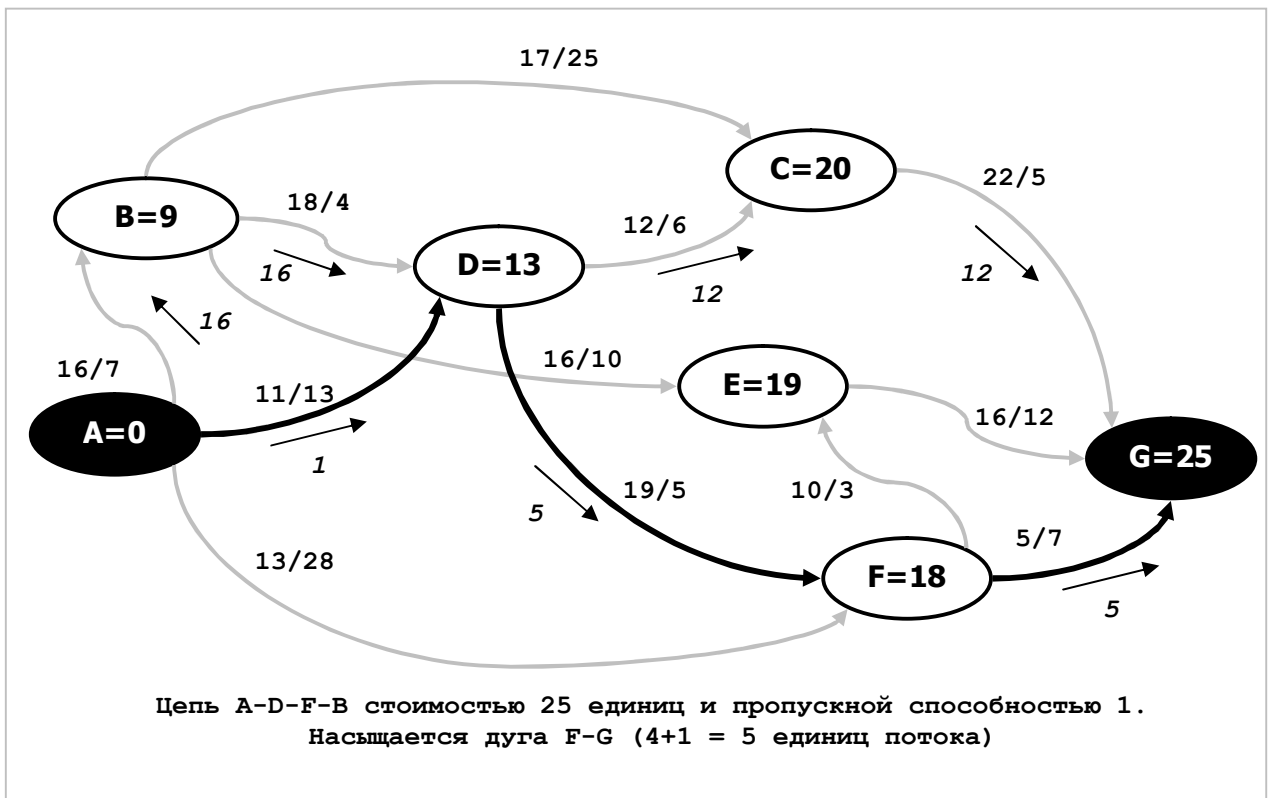 17/25
C=20
22/5
B=9
18/4
12/6
D=13
16
12
12
16
16/7
16/10
E=19
11/13
16/12
A=0
G=25
1
5
19/5
10/3
13/28
5/7
F=18
5
Цепь A-D-F-B стоимостью 25 единиц и пропускной способностью 1.
Насыщается дуга F-G (4+1 = 5 единиц потока)